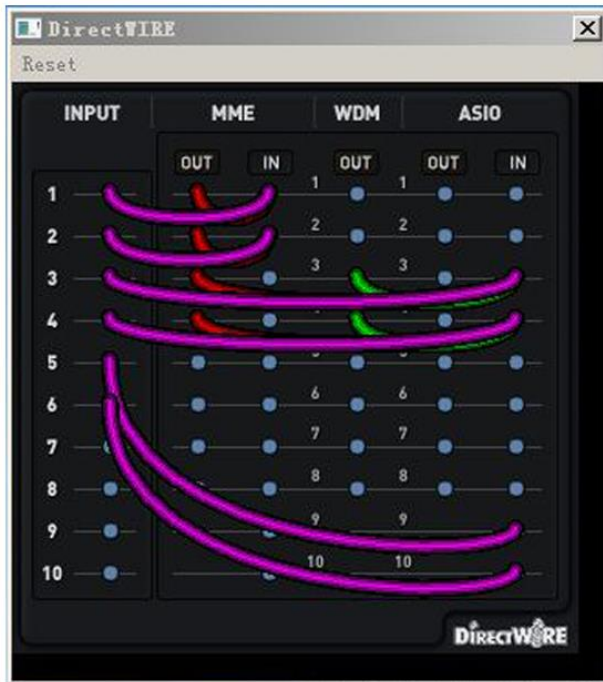 DirectWIRE
Reset
INPUT MME WDM ASIO
OUT IN OUT OUT IN
1 1 1
2 2 2
3 3 3
4
5
6 6 6
7 7 7
8 8 8
9 9 9
10 10 10
DIRECTWIRE